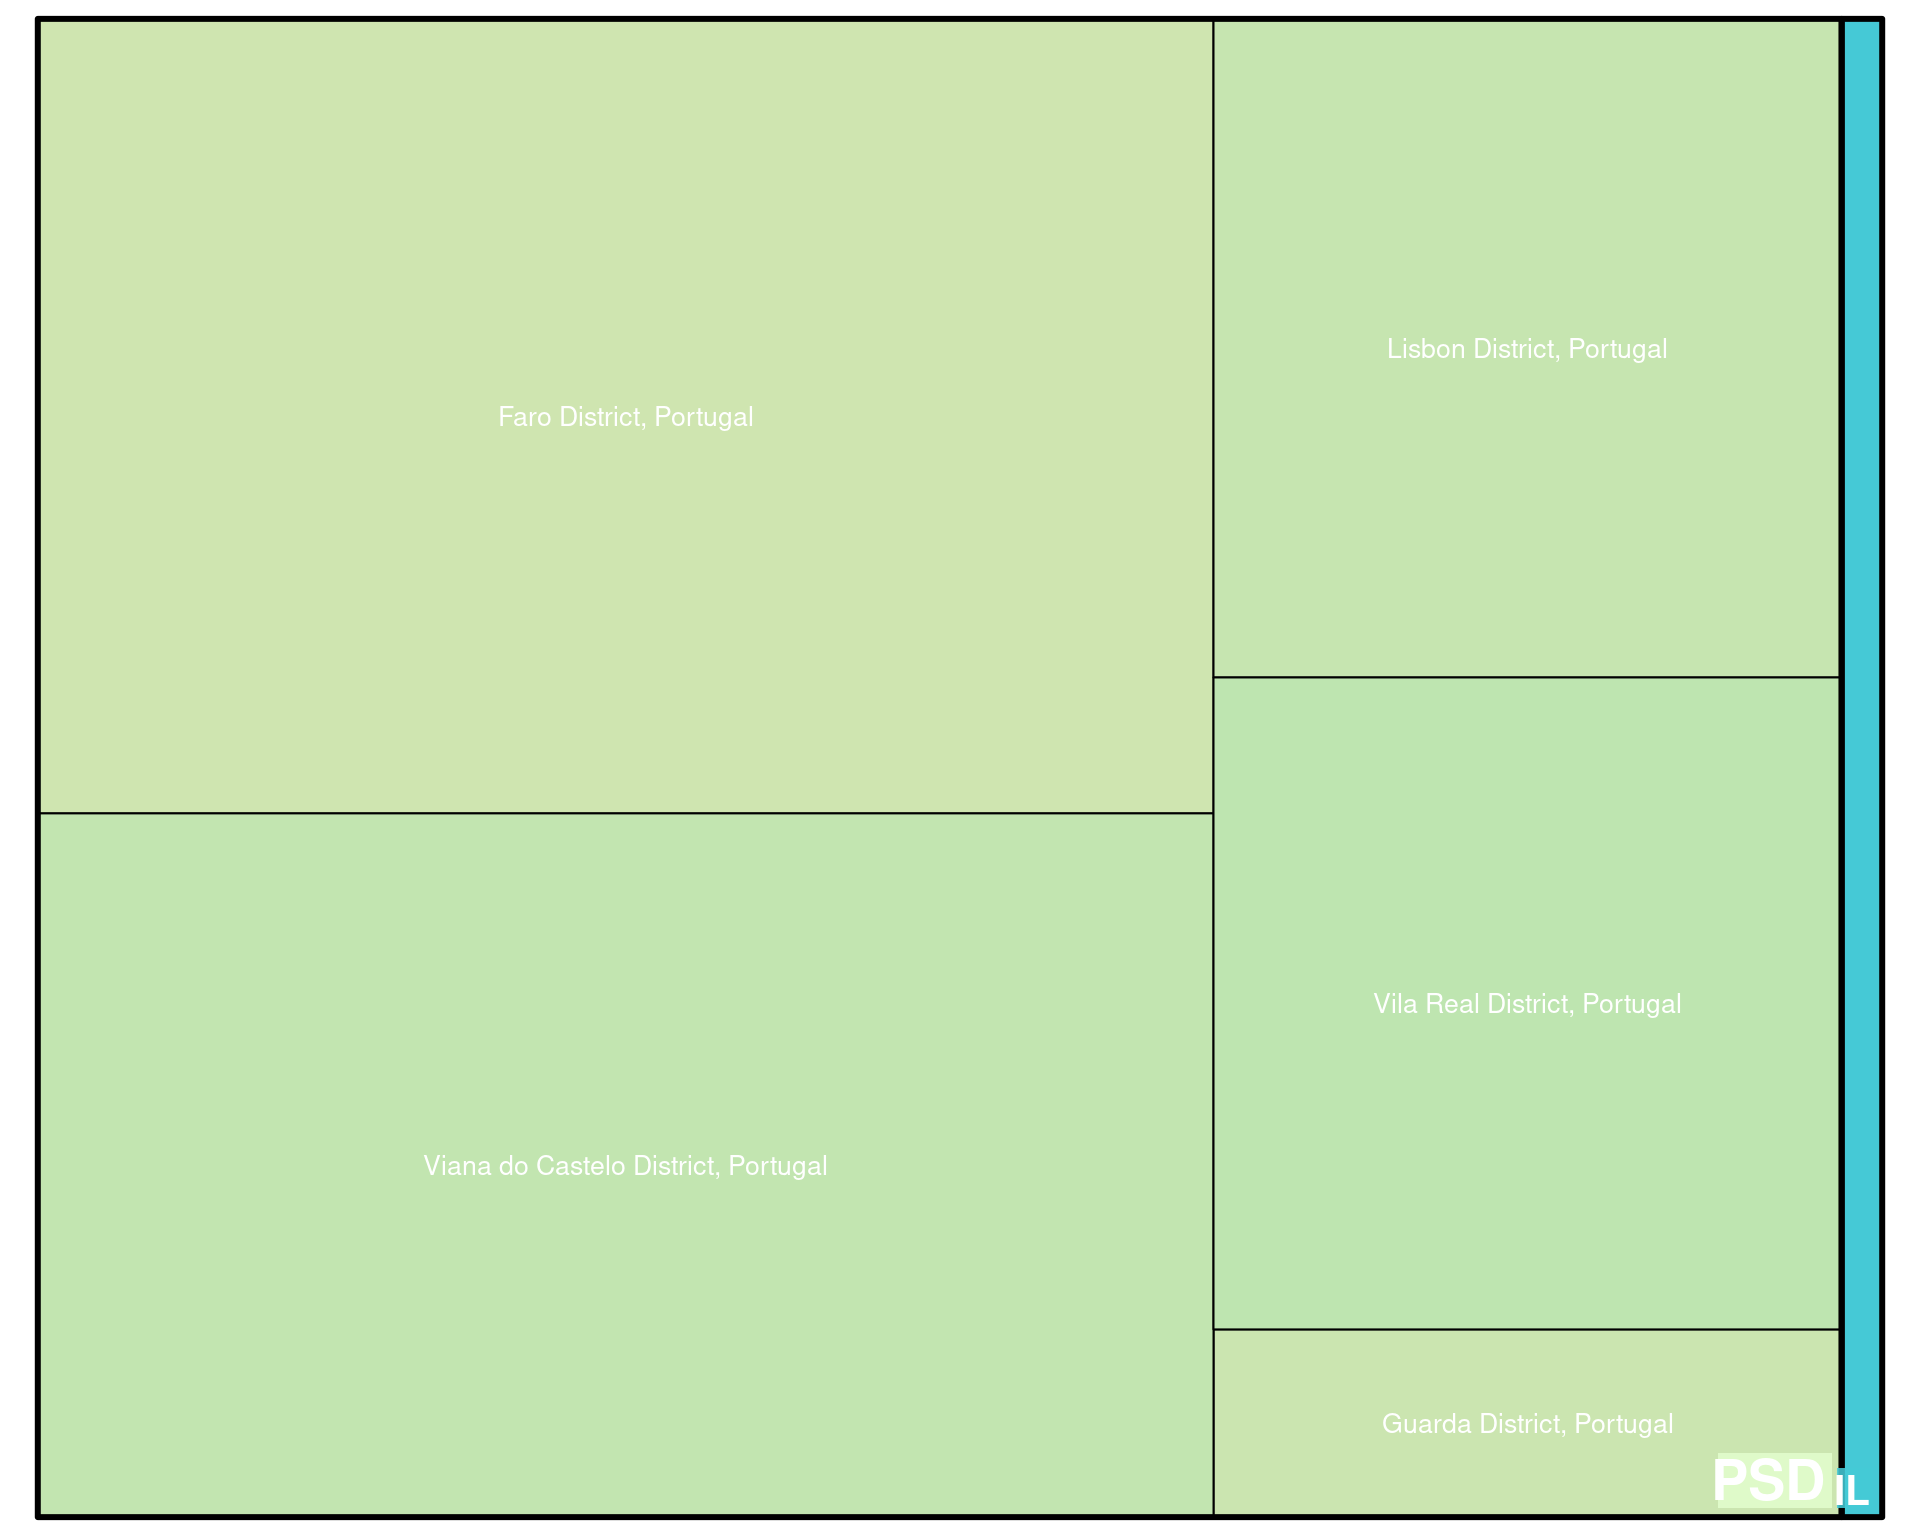 Faro District, Portugal
Lisbon District, Portugal
Viana do Castelo District, Portugal
Vila Real District, Portugal
Guarda District, Portugal
PSD
IL